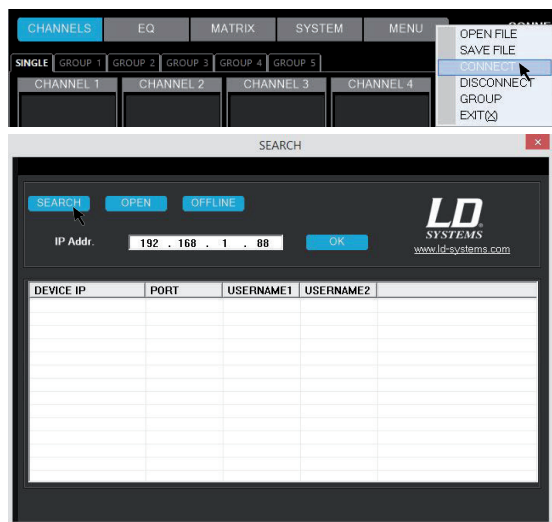 CHANNELS EQ MATRIX SYSTEM MENU
OPEN FILE
SAVE FILE
CONNECT
DISCONNECT
GROUP
EXIT(X)
SINGLE GROUP 1 GROUP 2 GROUP 3 GROUP 4 GROUP 5
CHANNEL 1 CHANNEL 2 CHANNEL 3 CHANNEL 4
SEARCH
SEARCH OPEN OFFLINE
IP Addr. 192 . 168 . 1 . 88 OK
LD
SYSTEMS
www.ld-systems.com
DEVICE IP PORT USERNAME1 USERNAME2